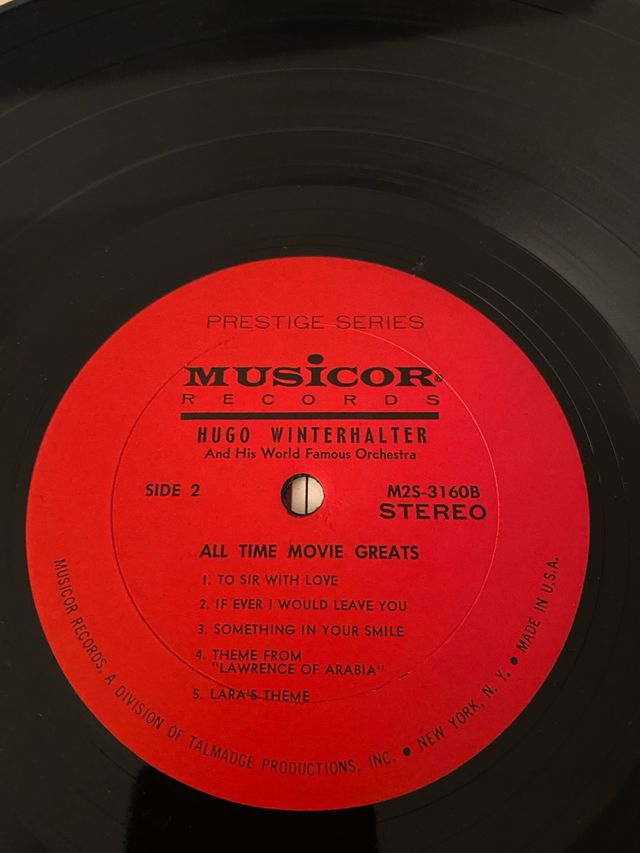 PRESTIGE SERIES
MUSICOR®
RECORDS
HUGO WINTERHALTER
And His World Famous Orchestra
SIDE 2
M2S-3160B
STEREO
ALL TIME MOVIE GREATS
1. TO SIR WITH LOVE
2. IF EVER I WOULD LEAVE YOU
3. SOMETHING IN YOUR SMILE
4. THEME FROM
"LAWRENCE OF ARABIA"
5. LARA'S THEME
MUSICOR RECORDS, A DIVISION OF TALMADGE PRODUCTIONS, INC. ● NEW YORK, N. Y. ● MADE IN U.S.A.